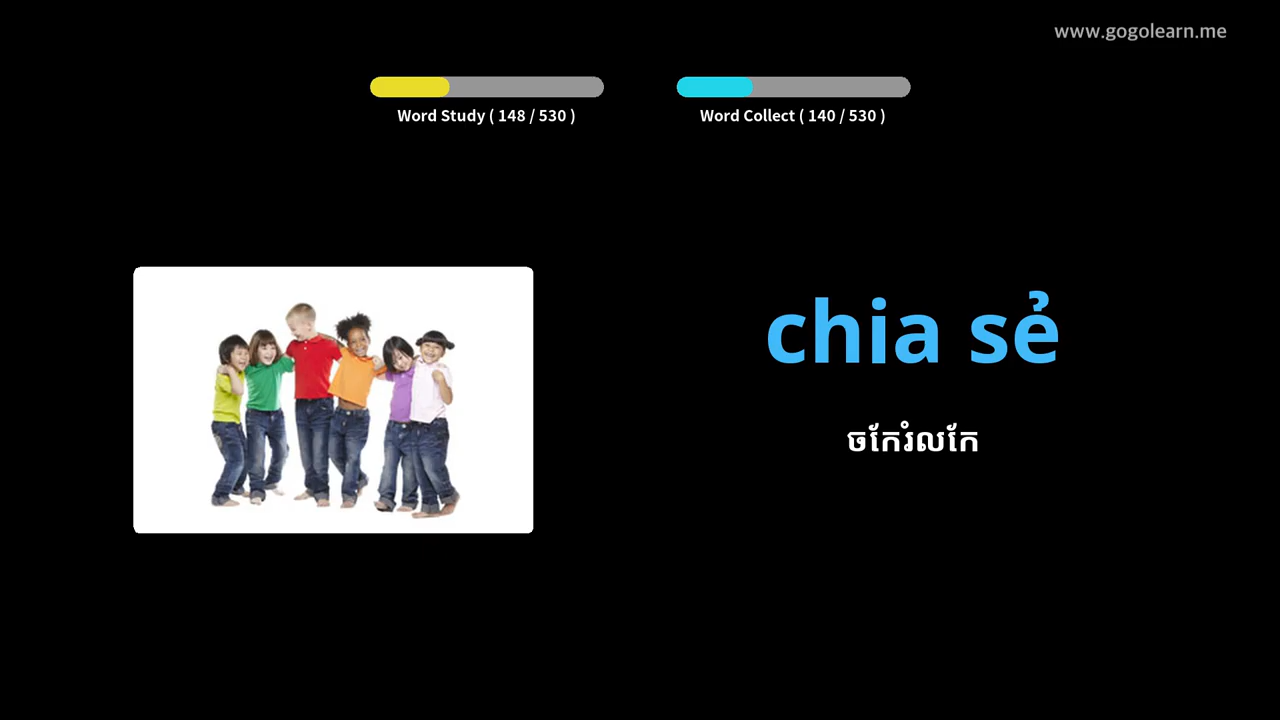 www.gogolearn.me
Word Study ( 148 / 530 )
Word Collect ( 140 / 530 )
chia sẻ
ចកែរំលកែ